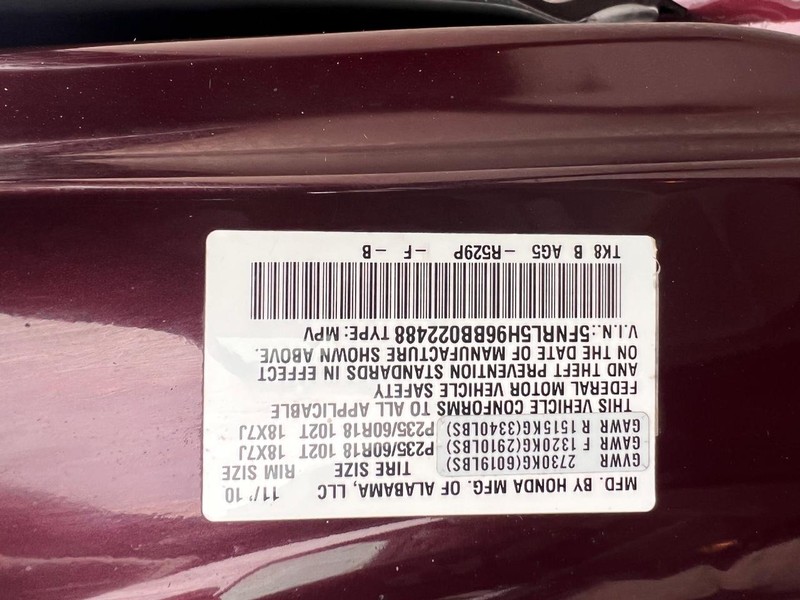 MFD. BY HONDA MFG. OF ALABAMA, LLC 11/'10
GVWR 2730KG(6019LBS) TIRE SIZE RIM SIZE
GAWR F 1320KG(2910LBS) P235/60R18 102T 18X7J
GAWR R 1515KG(3340LBS) P235/60R18 102T 18X7J
THIS VEHICLE CONFORMS TO ALL APPLICABLE
FEDERAL MOTOR VEHICLE SAFETY
AND THEFT PREVENTION STANDARDS IN EFFECT
ON THE DATE OF MANUFACTURE SHOWN ABOVE.
V.I.N.:5FNRL5H96BB022488 TYPE: MPV
TK8 B AG5 -R529P -F -B